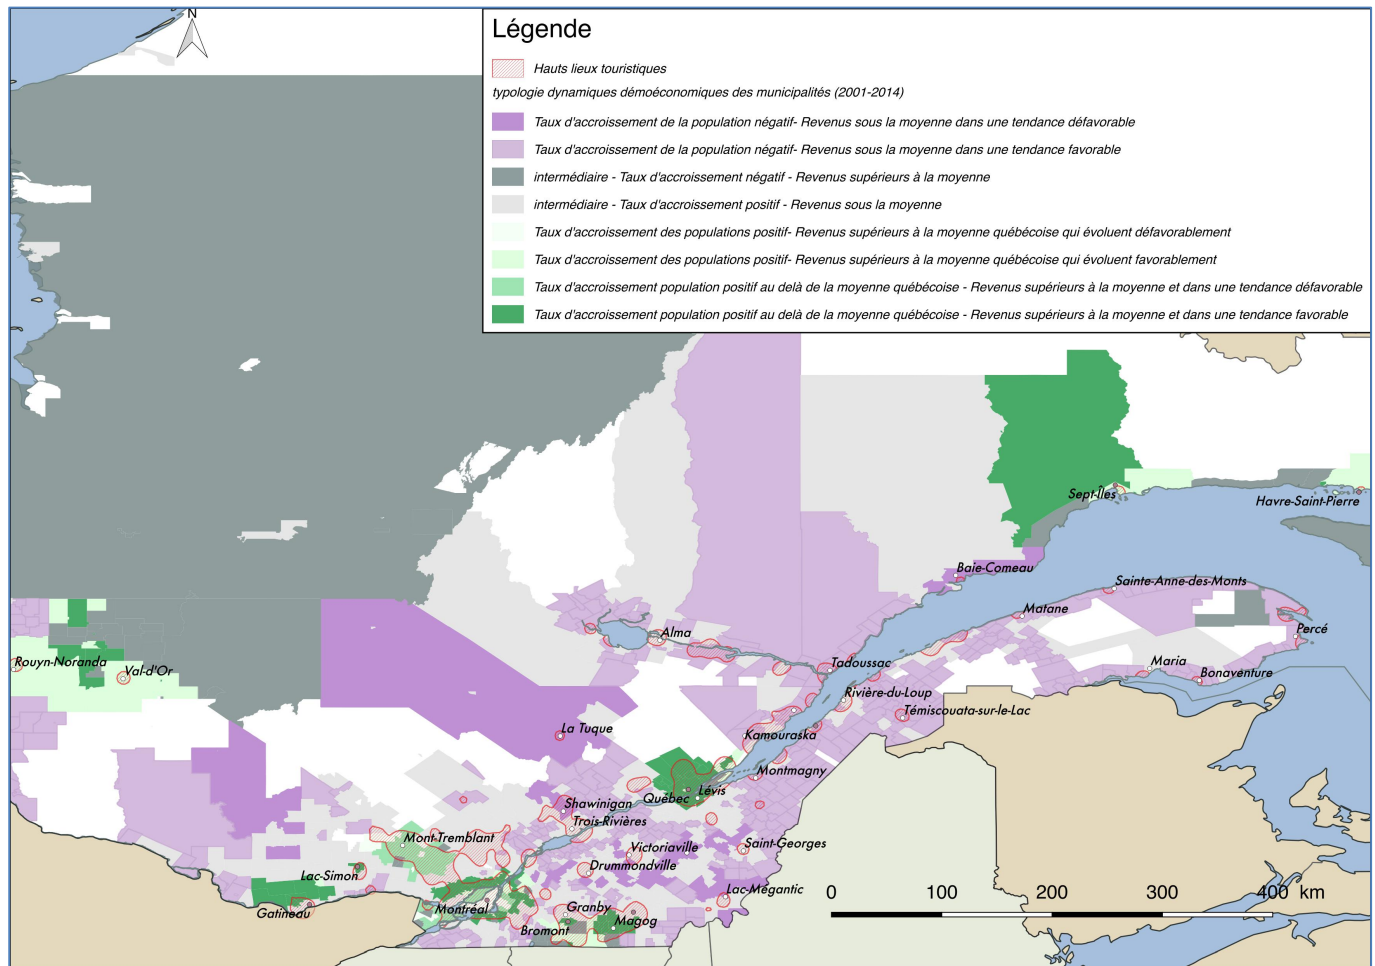 N
Légende
Hauts lieux touristiques
typologie dynamiques démoéconomiques des municipalités (2001-2014)
Taux d'accroissement de la population négatif- Revenus sous la moyenne dans une tendance défavorable
Taux d'accroissement de la population négatif- Revenus sous la moyenne dans une tendance favorable
intermédiaire - Taux d'accroissement négatif - Revenus supérieurs à la moyenne
intermédiaire - Taux d'accroissement positif - Revenus sous la moyenne
Taux d'accroissement des populations positif- Revenus supérieurs à la moyenne québécoise qui évoluent défavorablement
Taux d'accroissement des populations positif- Revenus supérieurs à la moyenne québécoise qui évoluent favorablement
Taux d'accroissement population positif au delà de la moyenne québécoise - Revenus supérieurs à la moyenne et dans une tendance défavorable
Taux d'accroissement population positif au delà de la moyenne québécoise - Revenus supérieurs à la moyenne et dans une tendance favorable
Sept-Îles
Havre-Saint-Pierre
Baie-Comeau
Sainte-Anne-des-Monts
Matane
Alma
Percé
Rouyn-Noranda
Val-d'Or
Tadoussac
Maria
Bonaventure
Rivière-du-Loup
Témiscouata-sur-le-Lac
La Tuque
Kamouraska
Montmagny
Québec
Lévis
Shawinigan
Trois-Rivières
Mont-Tremblant
Victoriaville
Saint-Georges
Drummondville
Lac-Simon
Lac-Mégantic
Gatineau
Montréal
Granby
Magog
Bromont
0 100 200 300 400 km